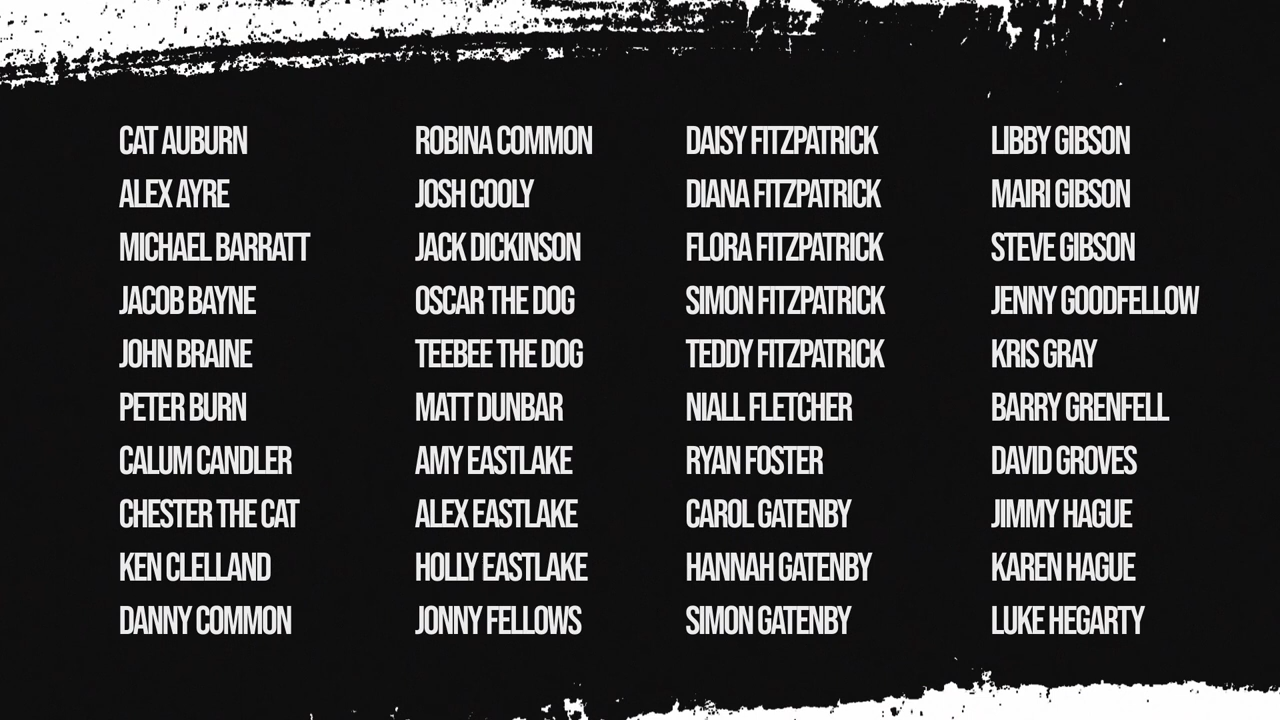 CAT AUBURN
ALEX AYRE
MICHAEL BARRATT
JACOB BAYNE
JOHN BRAINE
PETER BURN
CALUM CANDLER
CHESTER THE CAT
KEN CLELLAND
DANNY COMMON
ROBINA COMMON
JOSH COOLY
JACK DICKINSON
OSCAR THE DOG
TEEBEE THE DOG
MATT DUNBAR
AMY EASTLAKE
ALEX EASTLAKE
HOLLY EASTLAKE
JONNY FELLOWS
DAISY FITZPATRICK
DIANA FITZPATRICK
FLORA FITZPATRICK
SIMON FITZPATRICK
TEDDY FITZPATRICK
NIALL FLETCHER
RYAN FOSTER
CAROL GATENBY
HANNAH GATENBY
SIMON GATENBY
LIBBY GIBSON
MAIRI GIBSON
STEVE GIBSON
JENNY GOODFELLOW
KRIS GRAY
BARRY GRENFELL
DAVID GROVES
JIMMY HAGUE
KAREN HAGUE
LUKE HEGARTY